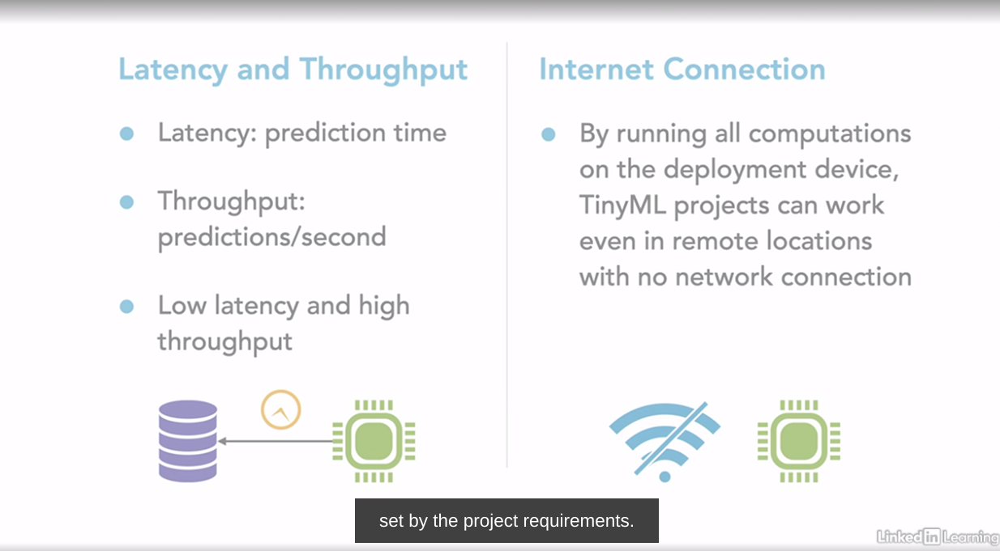 Latency and Throughput
Latency: prediction time
Throughput:
predictions/second
Low latency and high
throughput
Internet Connection
By running all computations
on the deployment device,
TinyML projects can work
even in remote locations
with no network connection
set by the project requirements.
Linked in Learning